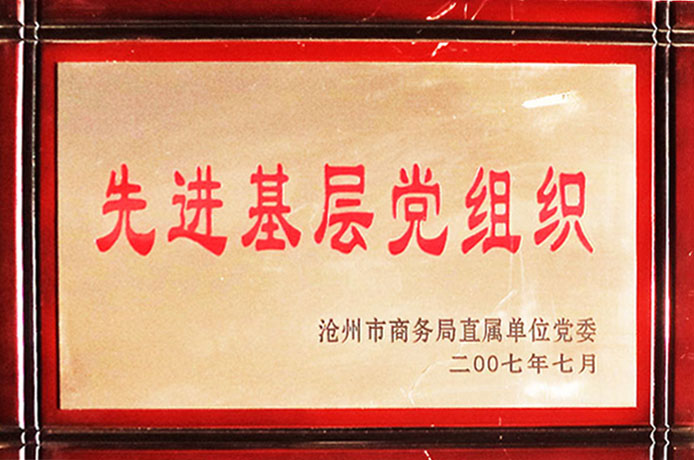 先进基层党组织
沧州市商务局直属单位党委
二00七年七月